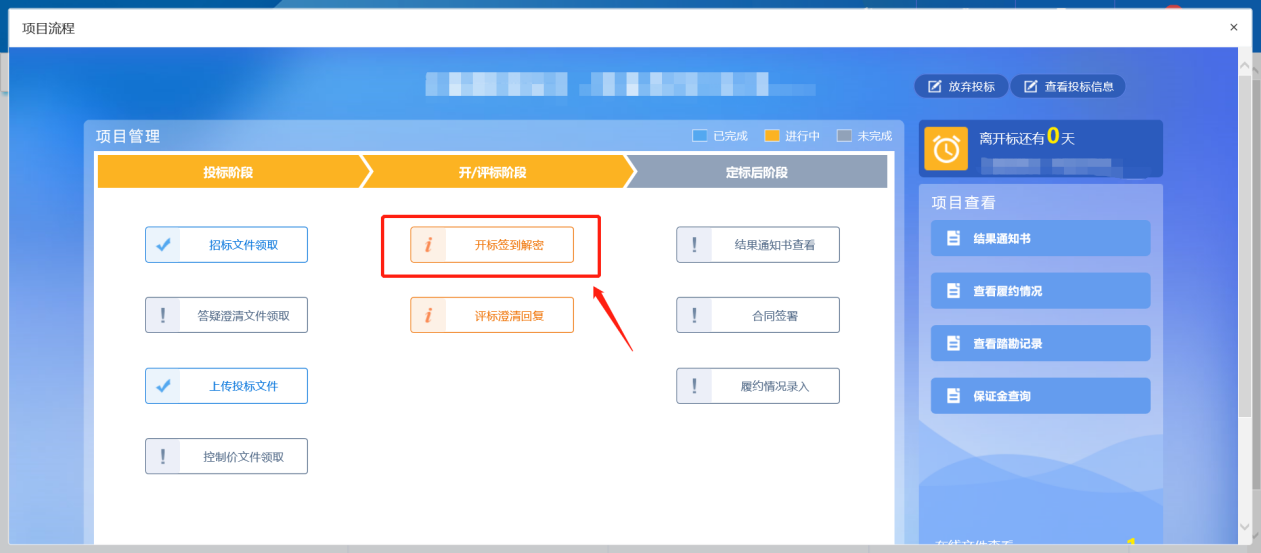 项目流程
×
放弃投标
查看投标信息
项目管理
已完成
进行中
未完成
投标阶段
开/评标阶段
定标后阶段
招标文件领取
答疑澄清文件领取
上传投标文件
控制价文件领取
开标签到解密
评标澄清回复
结果通知书查看
合同签署
履约情况录入
离开标还有0天
项目查看
结果通知书
查看履约情况
查看踏勘记录
保证金查询